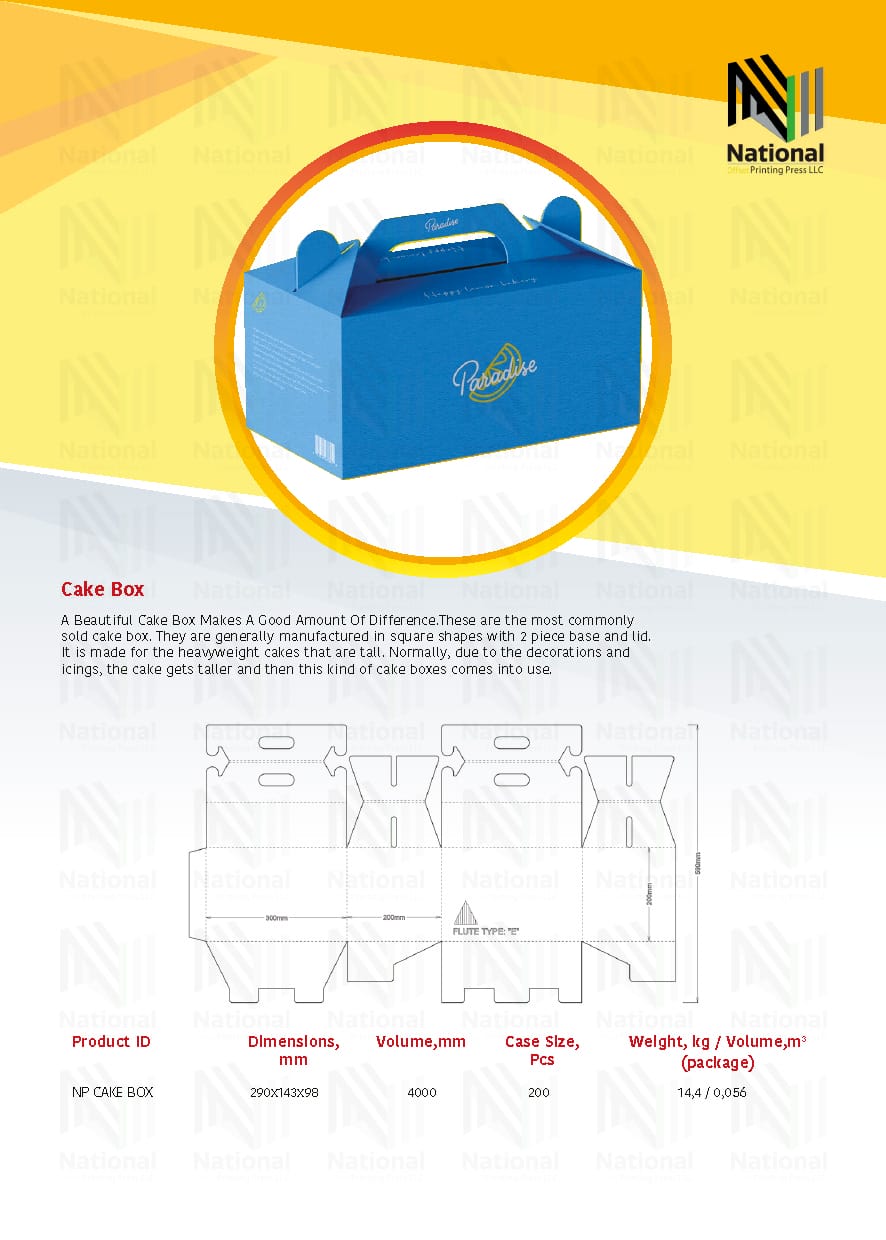 National
Offset Printing Press LLC
Paradise
Happy lemon bakery
Paradise
Cake Box
A Beautiful Cake Box Makes A Good Amount Of Difference.These are the most commonly
sold cake box. They are generally manufactured in square shapes with 2 piece base and lid.
It is made for the heavyweight cakes that are tall. Normally, due to the decorations and
icings, the cake gets taller and then this kind of cake boxes comes into use.
300mm
200mm
200mm
590mm
FLUTE TYPE: "E"
Product ID Dimensions, mm Volume,mm Case Size, Pcs Weight, kg / Volume,m³ (package)
NP CAKE BOX 290X143X98 4000 200 14,4 / 0,056